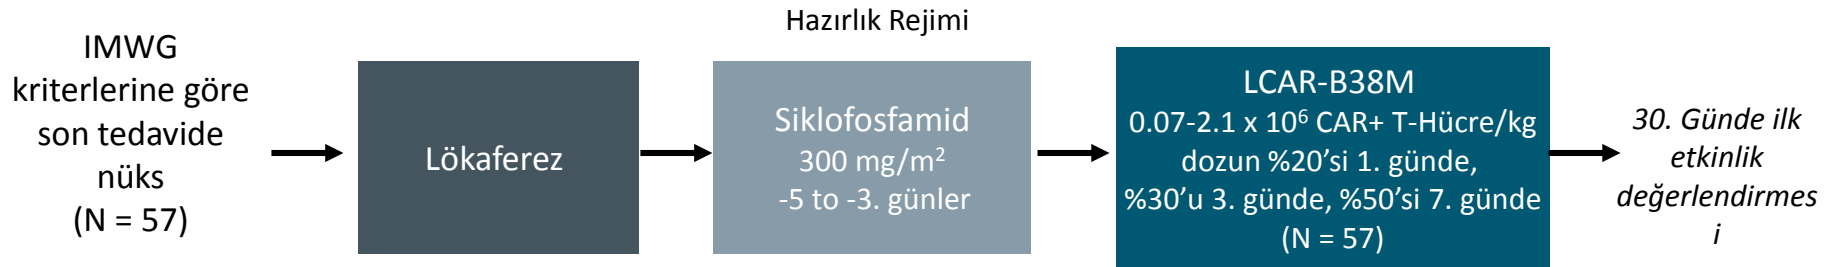 Hazırlık Rejimi
IMWG
kriterlerine göre
son tedavide
nüks
(N = 57)
Lökaferez
Siklofosfamid
300 mg/m²
-5 to -3. günler
LCAR-B38M
0.07-2.1 x 10⁶ CAR+ T-Hücre/kg
dozun %20’si 1. günde,
%30’u 3. günde, %50’si 7. günde
(N = 57)
30. Günde ilk
etkinlik
değerlendirmes
i